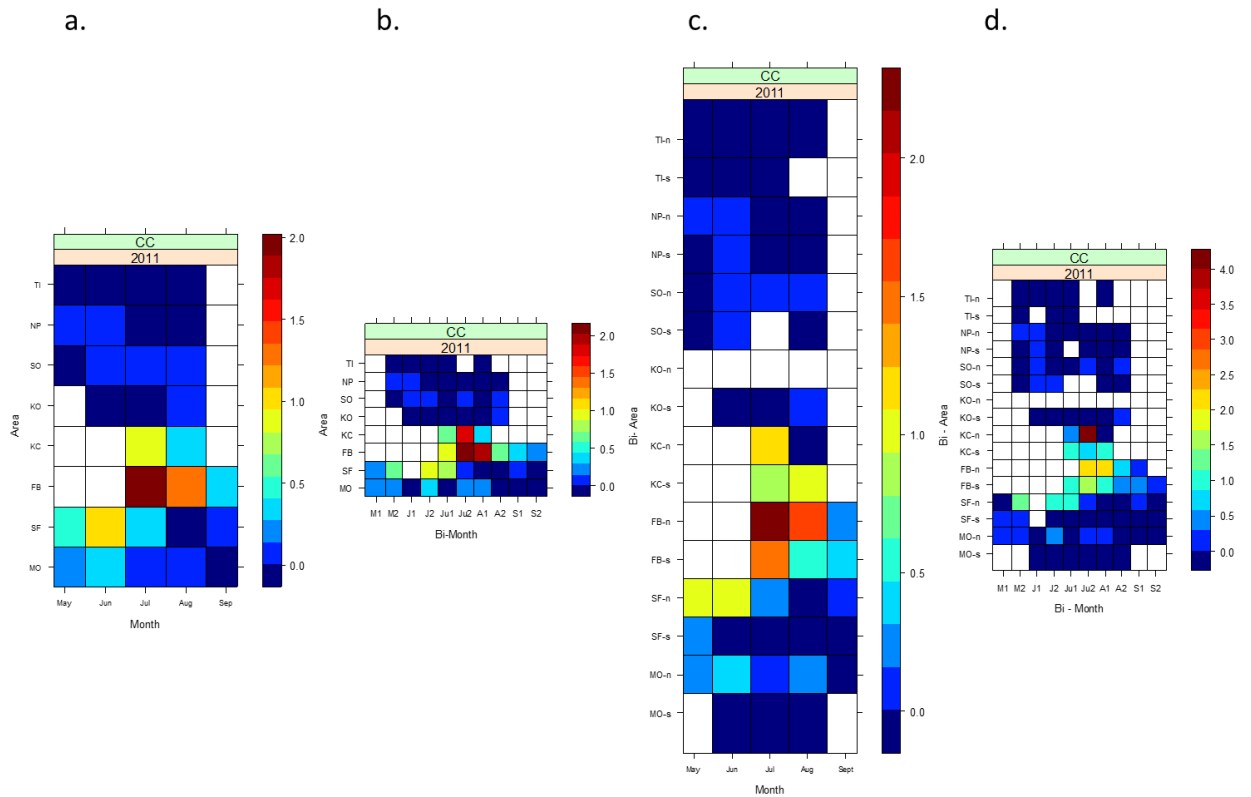 a.
CC
2011
TI
NP
SO
KO
KC
FB
SF
MO
Area
May Jun Jul Aug Sep
Month
2.0
1.5
1.0
0.5
0.0
b.
CC
2011
TI
NP
SO
KO
KC
FB
SF
MO
Area
M1 M2 J1 J2 Ju1 Ju2 A1 A2 S1 S2
Bi-Month
2.0
1.5
1.0
0.5
0.0
c.
CC
2011
TI-n
TI-s
NP-n
NP-s
SO-n
SO-s
KO-n
KO-s
KC-n
KC-s
FB-n
FB-s
SF-n
SF-s
MO-n
MO-s
Bi- Area
May Jun Jul Aug Sept
Month
2.0
1.5
1.0
0.5
0.0
d.
CC
2011
TI-n
TI-s
NP-n
NP-s
SO-n
SO-s
KO-n
KO-s
KC-n
KC-s
FB-n
FB-s
SF-n
SF-s
MO-n
MO-s
Bi - Area
M1 M2 J1 J2 Ju1 Ju2 A1 A2 S1 S2
Bi - Month
4.0
3.5
3.0
2.5
2.0
1.5
1.0
0.5
0.0